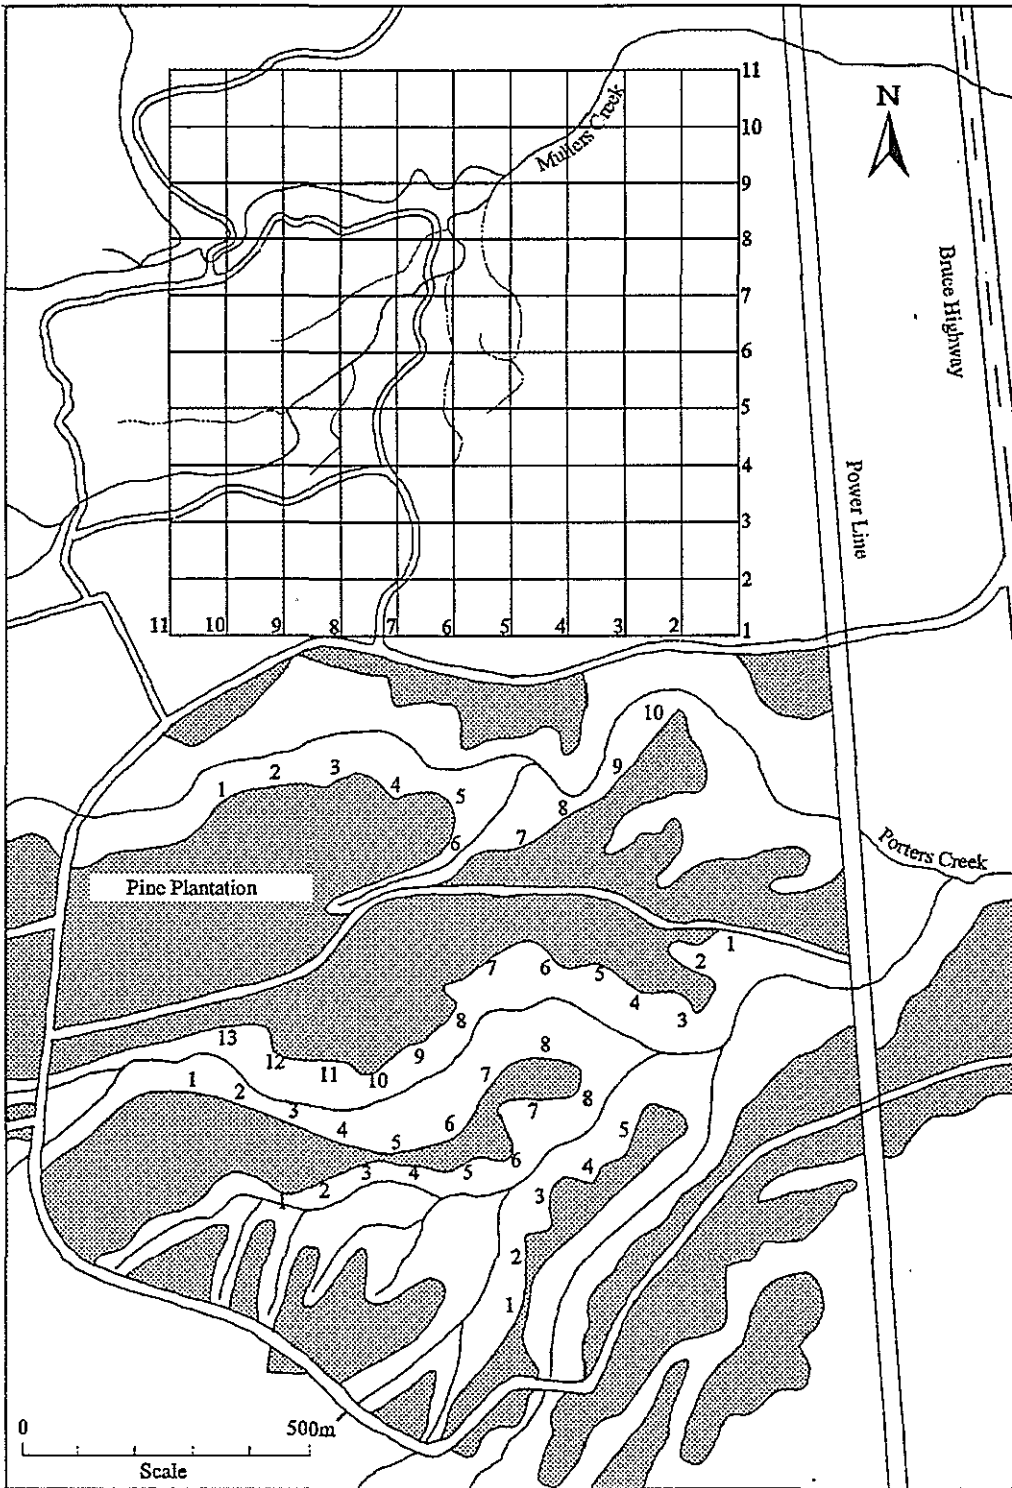 11
10
Mullers Creek
N
9
8
Bruce Highway
7
6
5
4
Power Line
3
2
11 10 9 8 7 6 5 4 3 2 1
10
1 2 3 4 5 9
8
6 7
Porters Creek
Pine Plantation
1
2
7 6 5
4
3
8
13 12 11 10 9
8
1 2 3 4 5 6 7
8
7
5
1 2 3 4 5 6
4
3
2
1
0 500m
Scale